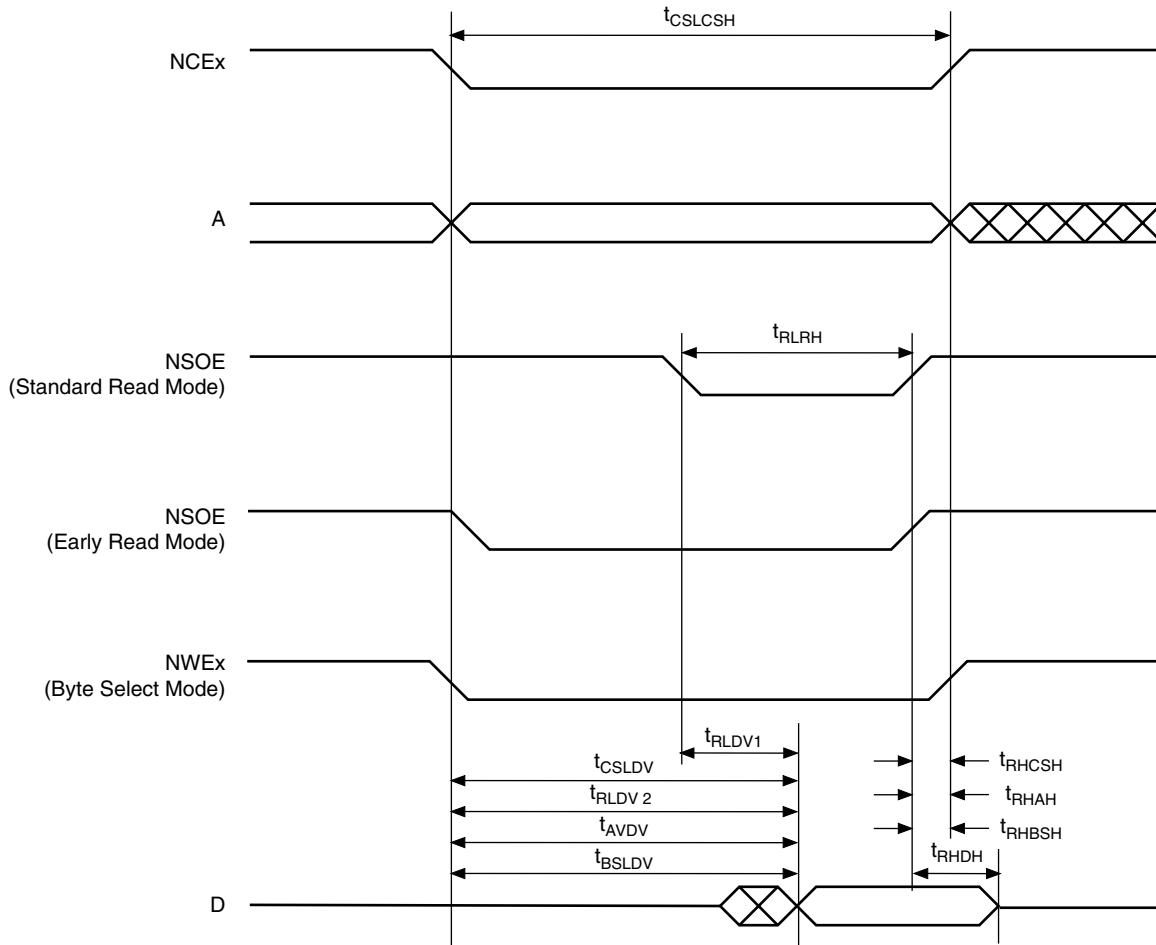 tCSLCSH
NCEx
A
tRLRH
NSOE
(Standard Read Mode)
NSOE
(Early Read Mode)
NWEx
(Byte Select Mode)
tRLDV1
tCSLDV
tRHCSH
tRLDV 2
tRHAH
tAVDV
tRHBSH
tBSLDV
tRHDH
D